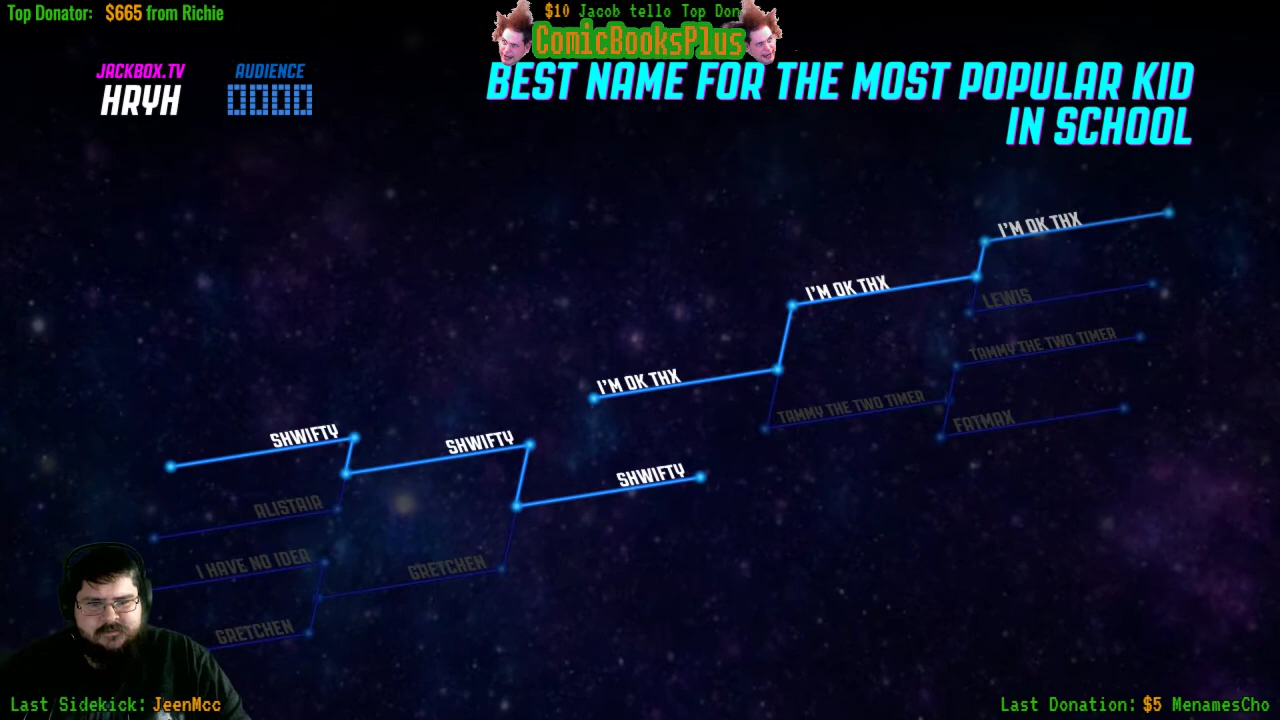 Top Donator: $665 from Richie
$10 Jacob tello Top Don
ComicBooksPlus
JACKBOX.TV
HRYH
AUDIENCE
0000
BEST NAME FOR THE MOST POPULAR KID
IN SCHOOL
I'M OK THX
I'M OK THX
LEWIS
TAMMY THE TWO TIMER
I'M OK THX
TAMMY THE TWO TIMER
FATMAX
SHWIFTY
SHWIFTY
SHWIFTY
ALISTAIR
I HAVE NO IDEA
GRETCHEN
GRETCHEN
Last Sidekick: JeenMcc
Last Donation: $5 MenamesCho